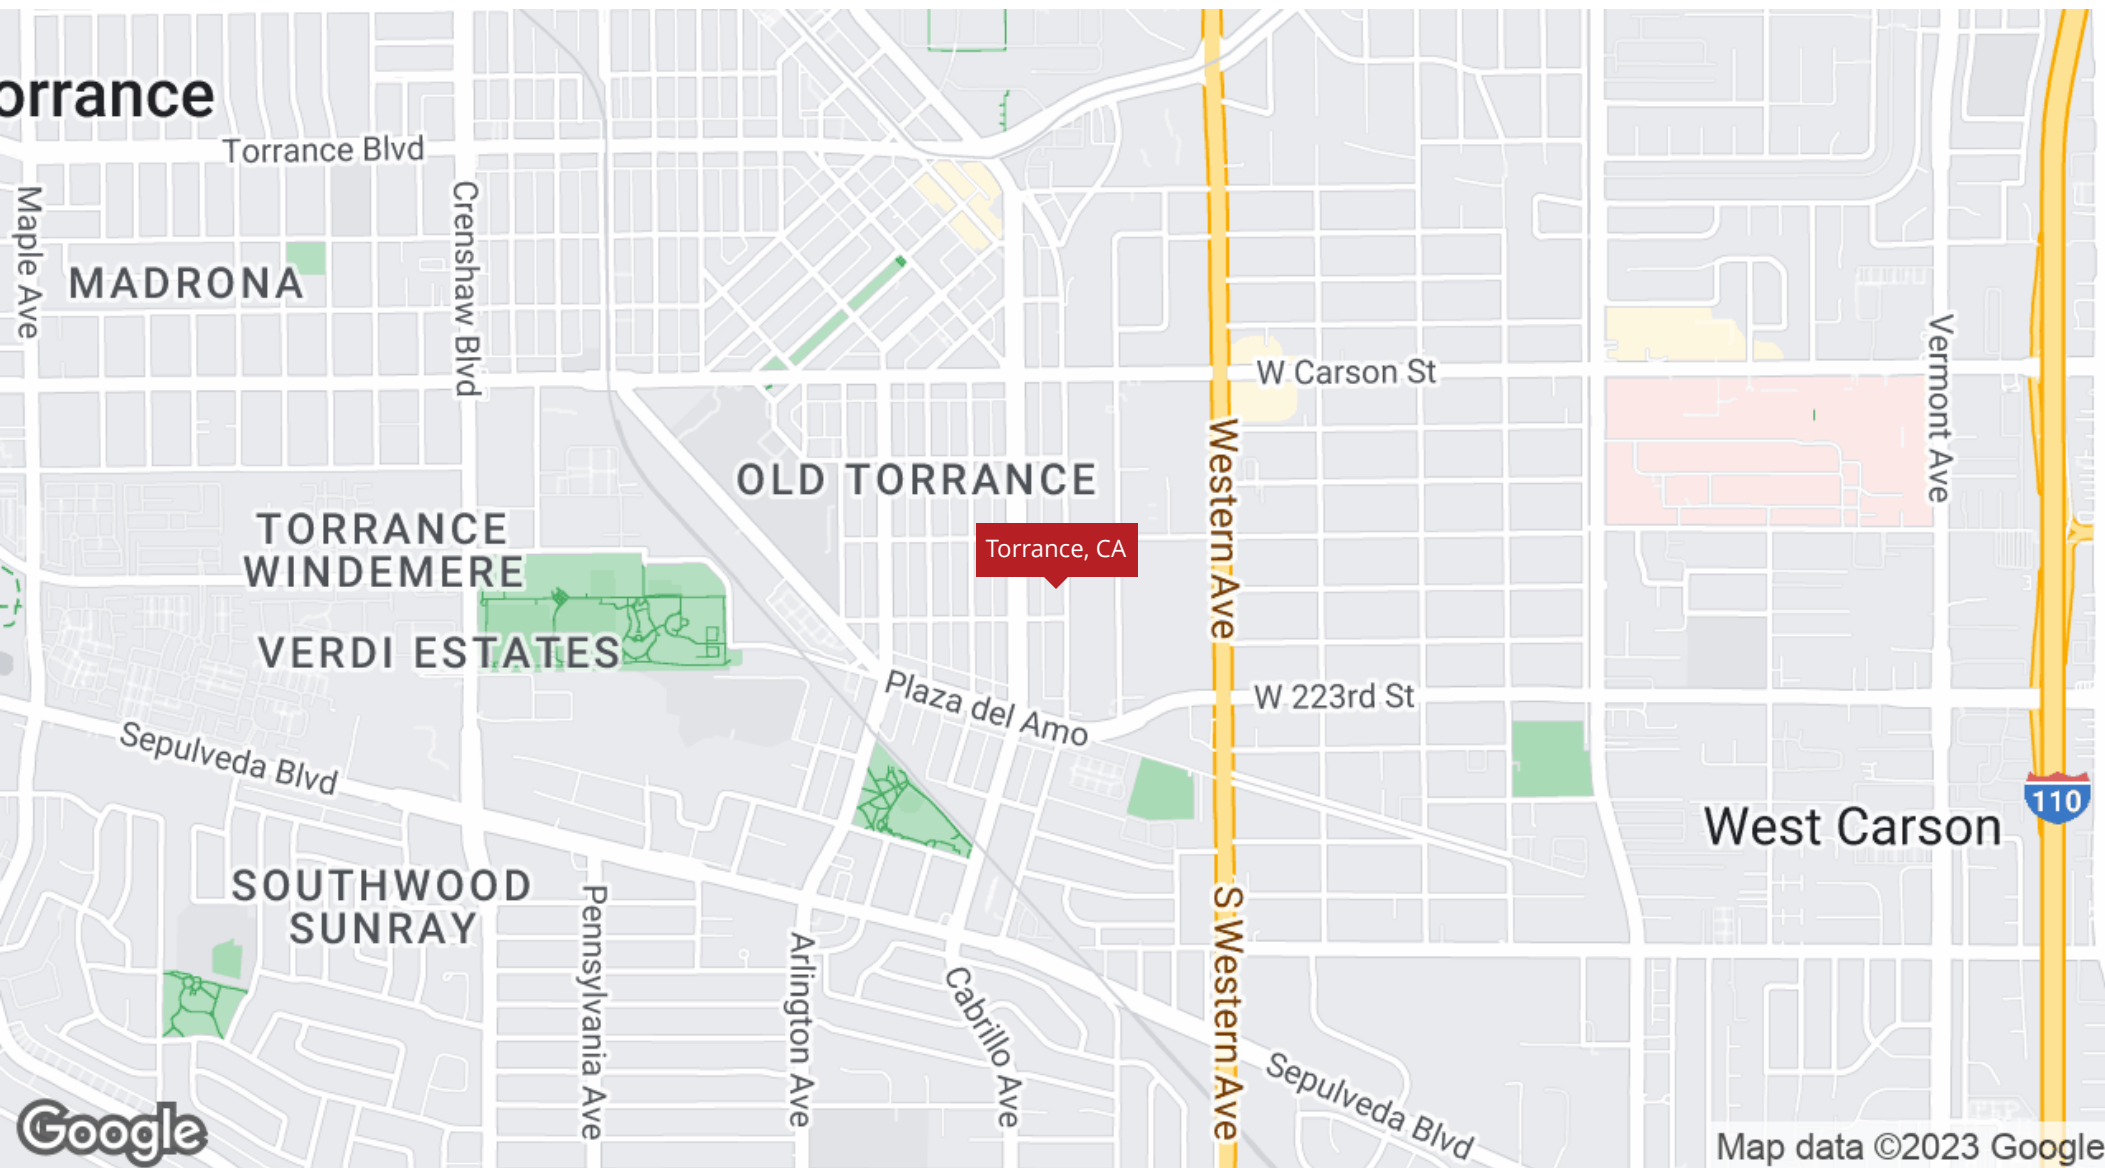 orrance
Torrance Blvd
Maple Ave
Crenshaw Blvd
MADRONA
W Carson St
Vermont Ave
Western Ave
OLD TORRANCE
TORRANCE
WINDEMERE
Torrance, CA
VERDI ESTATES
Plaza del Amo
W 223rd St
Sepulveda Blvd
110
West Carson
SOUTHWOOD
SUNRAY
Pennsylvania Ave
Arlington Ave
Cabrillo Ave
S Western Ave
Sepulveda Blvd
Google
Map data ©2023 Google